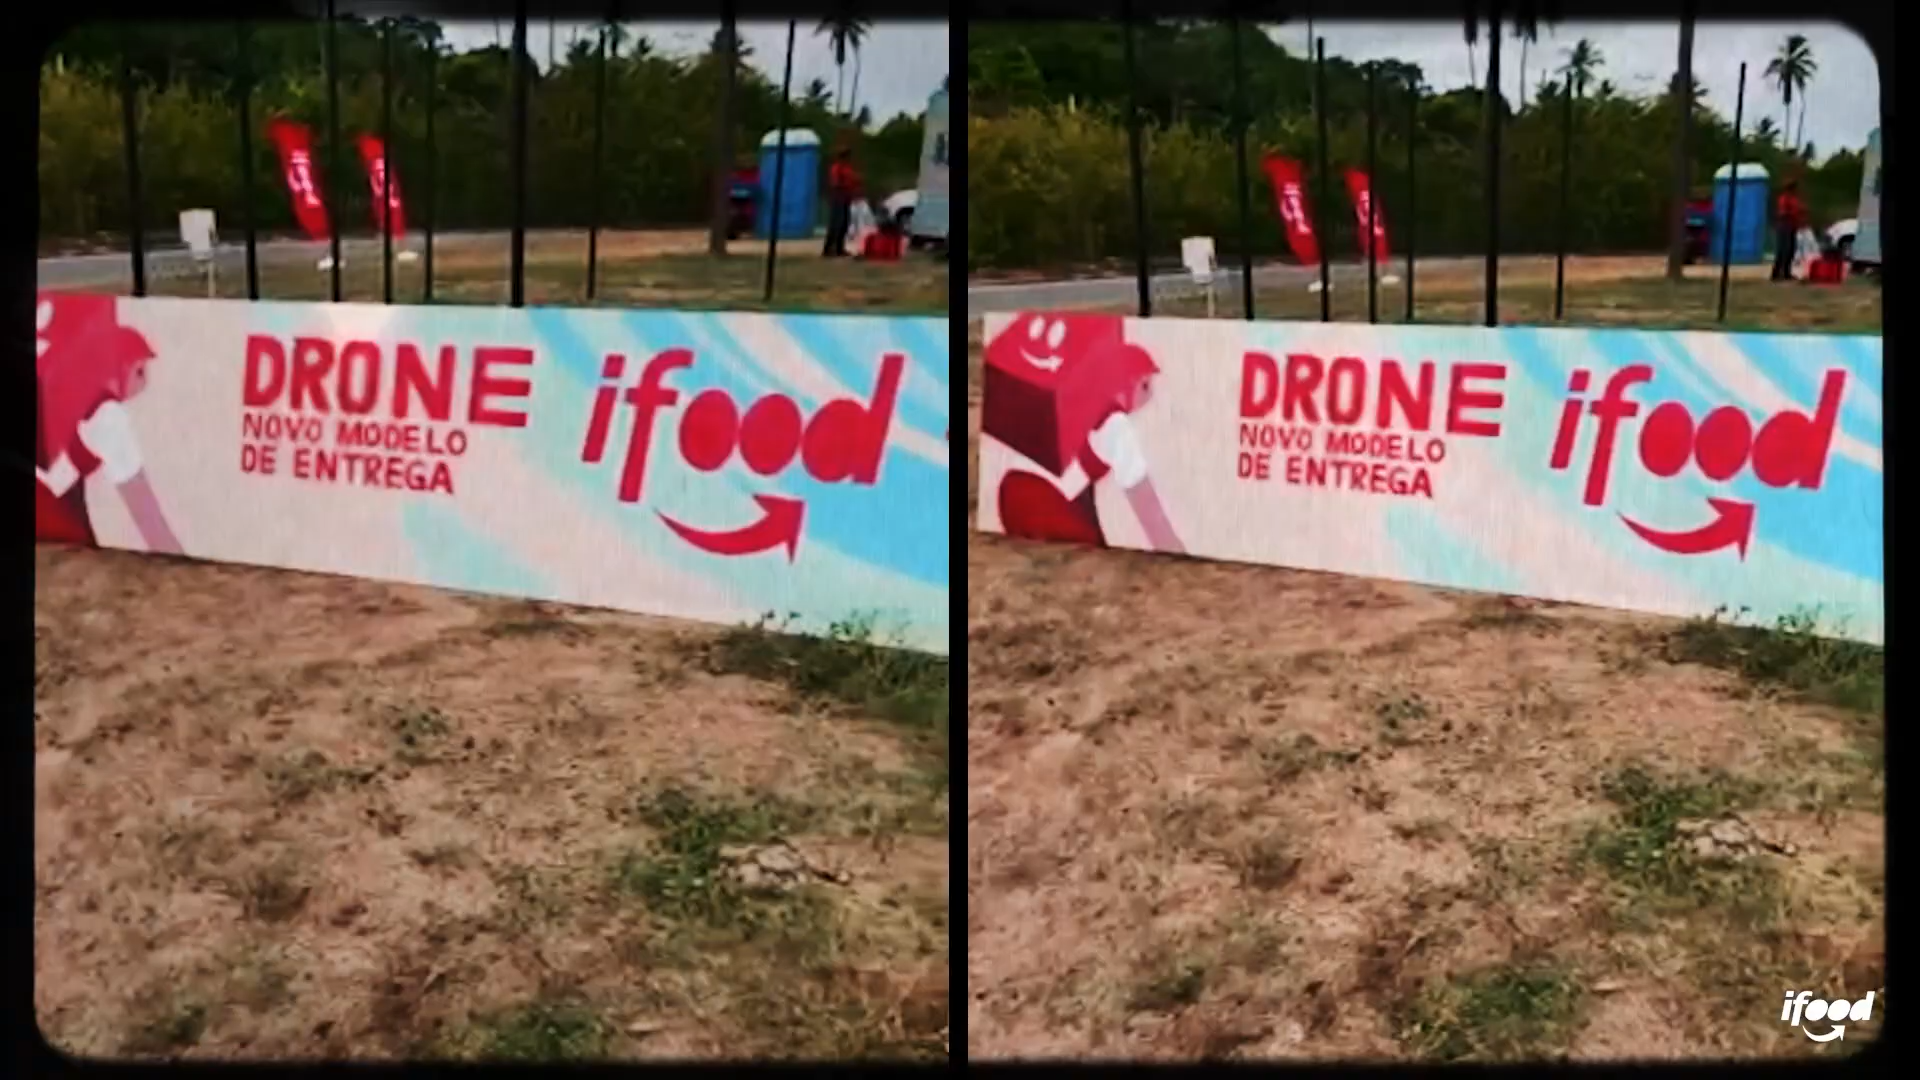 DRONE
NOVO MODELO
DE ENTREGA
ifood
DRONE
NOVO MODELO
DE ENTREGA
ifood
ifood